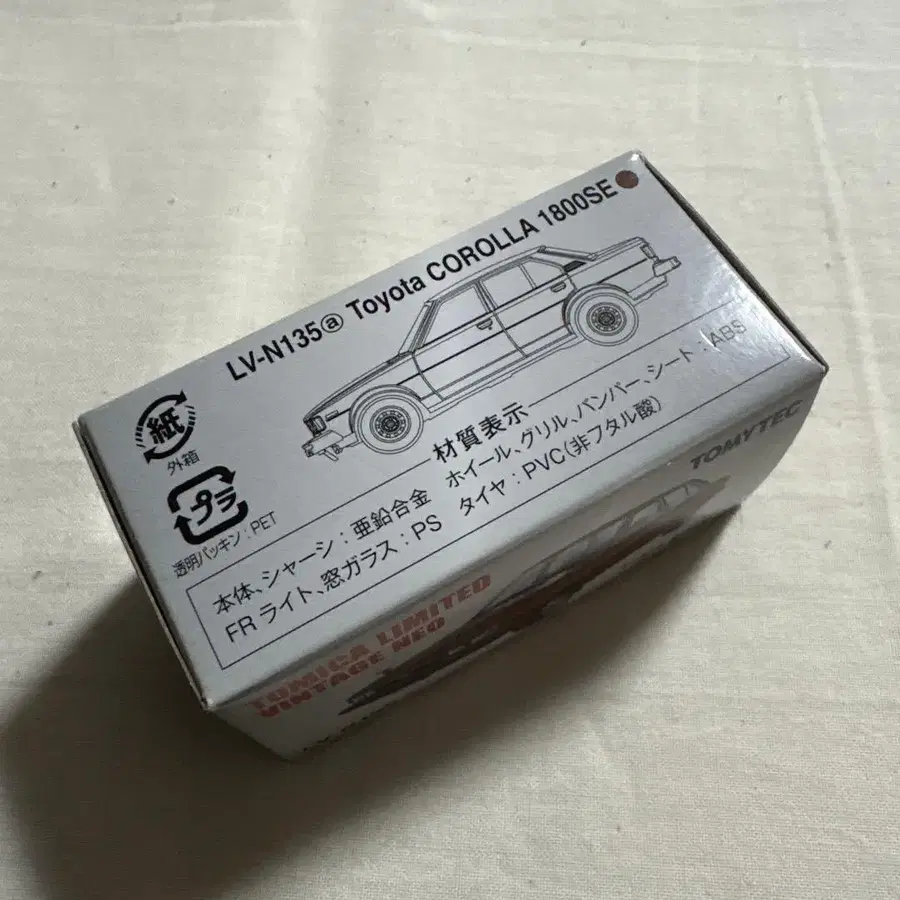 LV-N135ⓐ Toyota COROLLA 1800SE
紙
外箱
プラ
透明パッキン：PET
材質表示
本体、シャーシ：亜鉛合金 ホイール、グリル、バンパー、シート：ABS
FRライト、窓ガラス：PS タイヤ：PVC(非フタル酸)
TOMYTEC
TOMICA LIMITED
VINTAGE NEO